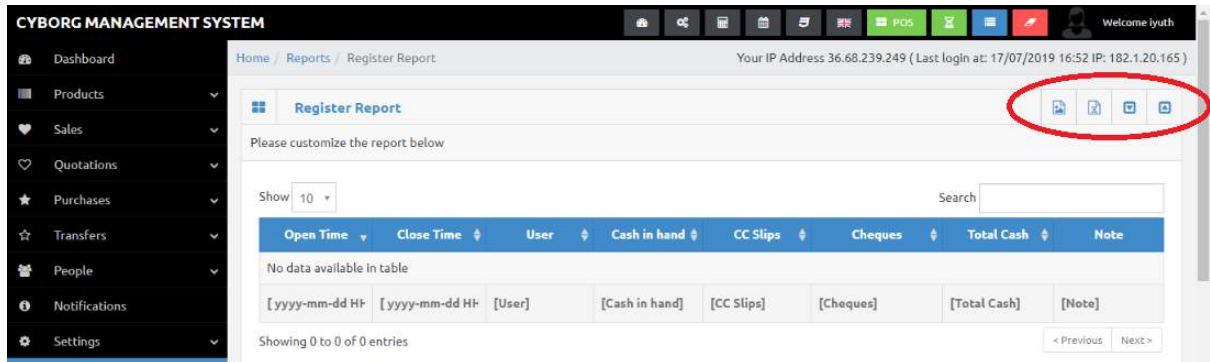 CYBORG MANAGEMENT SYSTEM
POS
Welcome iyuth
Dashboard
Home / Reports / Register Report
Your IP Address 36.68.239.249 ( Last login at: 17/07/2019 16:52 IP: 182.1.20.165 )
Products
Register Report
Sales
Please customize the report below
Quotations
Purchases
Show 10
Search
Transfers
Open Time Close Time User Cash in hand CC Slips Cheques Total Cash Note
People
No data available in table
Notifications
[ yyyy-mm-dd HH [ yyyy-mm-dd HH [User] [Cash in hand] [CC Slips] [Cheques] [Total Cash] [Note]
Settings
Showing 0 to 0 of 0 entries
< Previous Next >